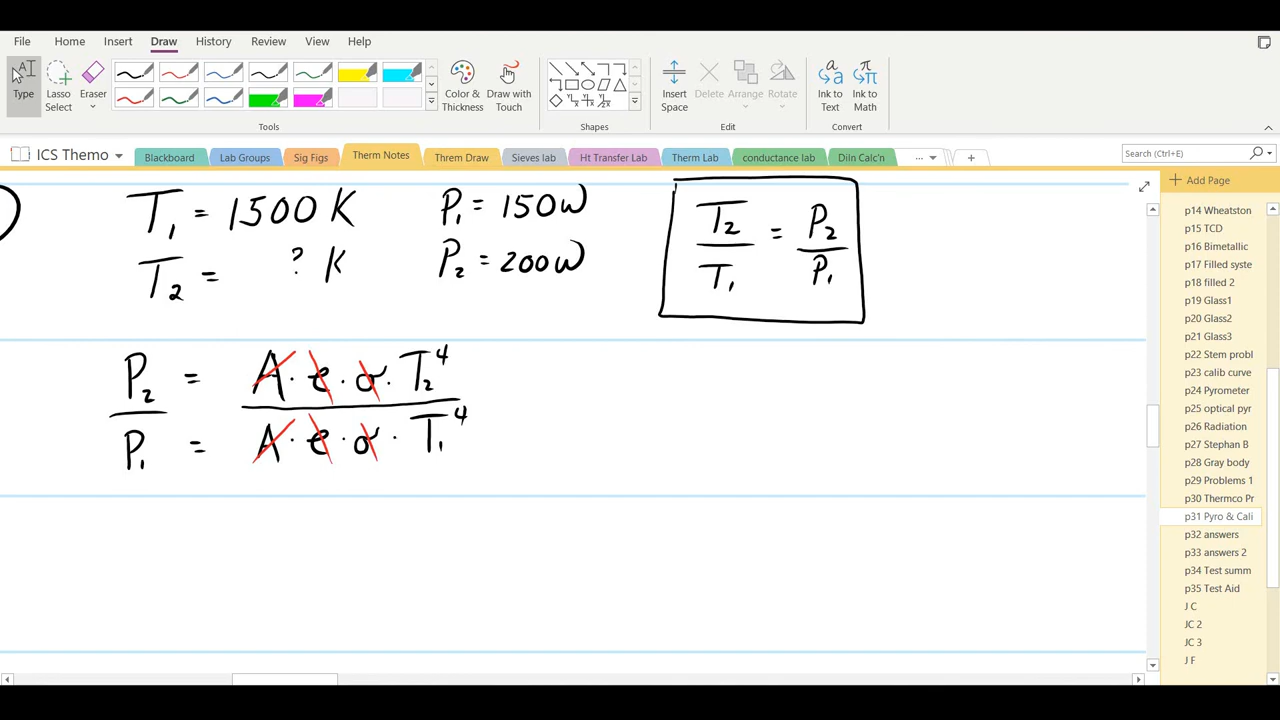 File Home Insert Draw History Review View Help
Type Lasso Select Eraser Color & Thickness Draw with Touch Insert Space Delete Arrange Rotate Ink to Text Ink to Math
Tools Shapes Edit Convert
ICS Themo Blackboard Lab Groups Sig Figs Therm Notes Threm Draw Sieves lab Ht Transfer Lab Therm Lab conductance lab Diln Calc'n ... + Search (Ctrl+E)
Add Page
p14 Wheatston
p15 TCD
p16 Bimetallic
p17 Filled syste
p18 filled 2
p19 Glass1
p20 Glass2
p21 Glass3
p22 Stem probl
p23 calib curve
p24 Pyrometer
p25 optical pyr
p26 Radiation
p27 Stephan B
p28 Gray body
p29 Problems 1
p30 Thermco Pr
p31 Pyro & Cali
p32 answers
p33 answers 2
p34 Test summ
p35 Test Aid
J C
JC 2
JC 3
J F
T₁ = 1500 K P₁ = 150W
T₂ = ? K P₂ = 200W
T₂ = P₂
T₁ P₁
P₂ = A · e · σ · T₂⁴
P₁ = A · e · σ · T₁⁴